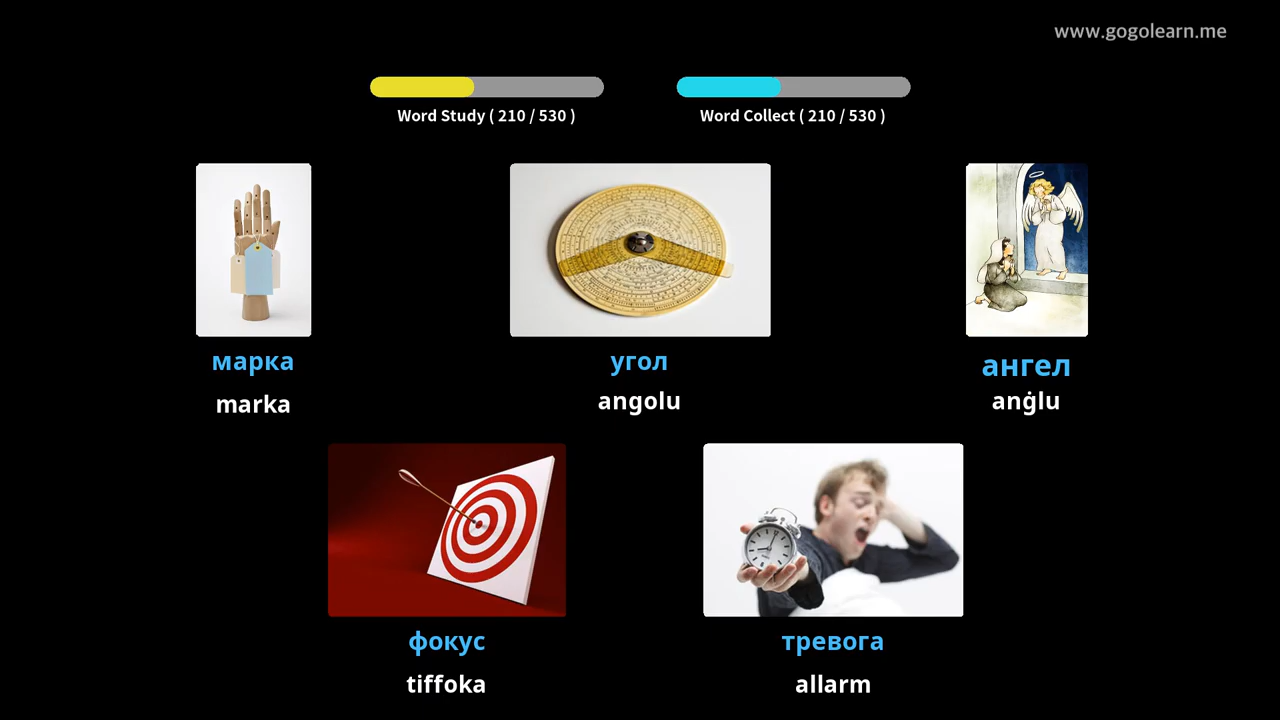 www.gogolearn.me
Word Study ( 210 / 530 )
Word Collect ( 210 / 530 )
марка
marka
угол
angolu
ангел
anġlu
фокус
tiffoka
тревога
allarm